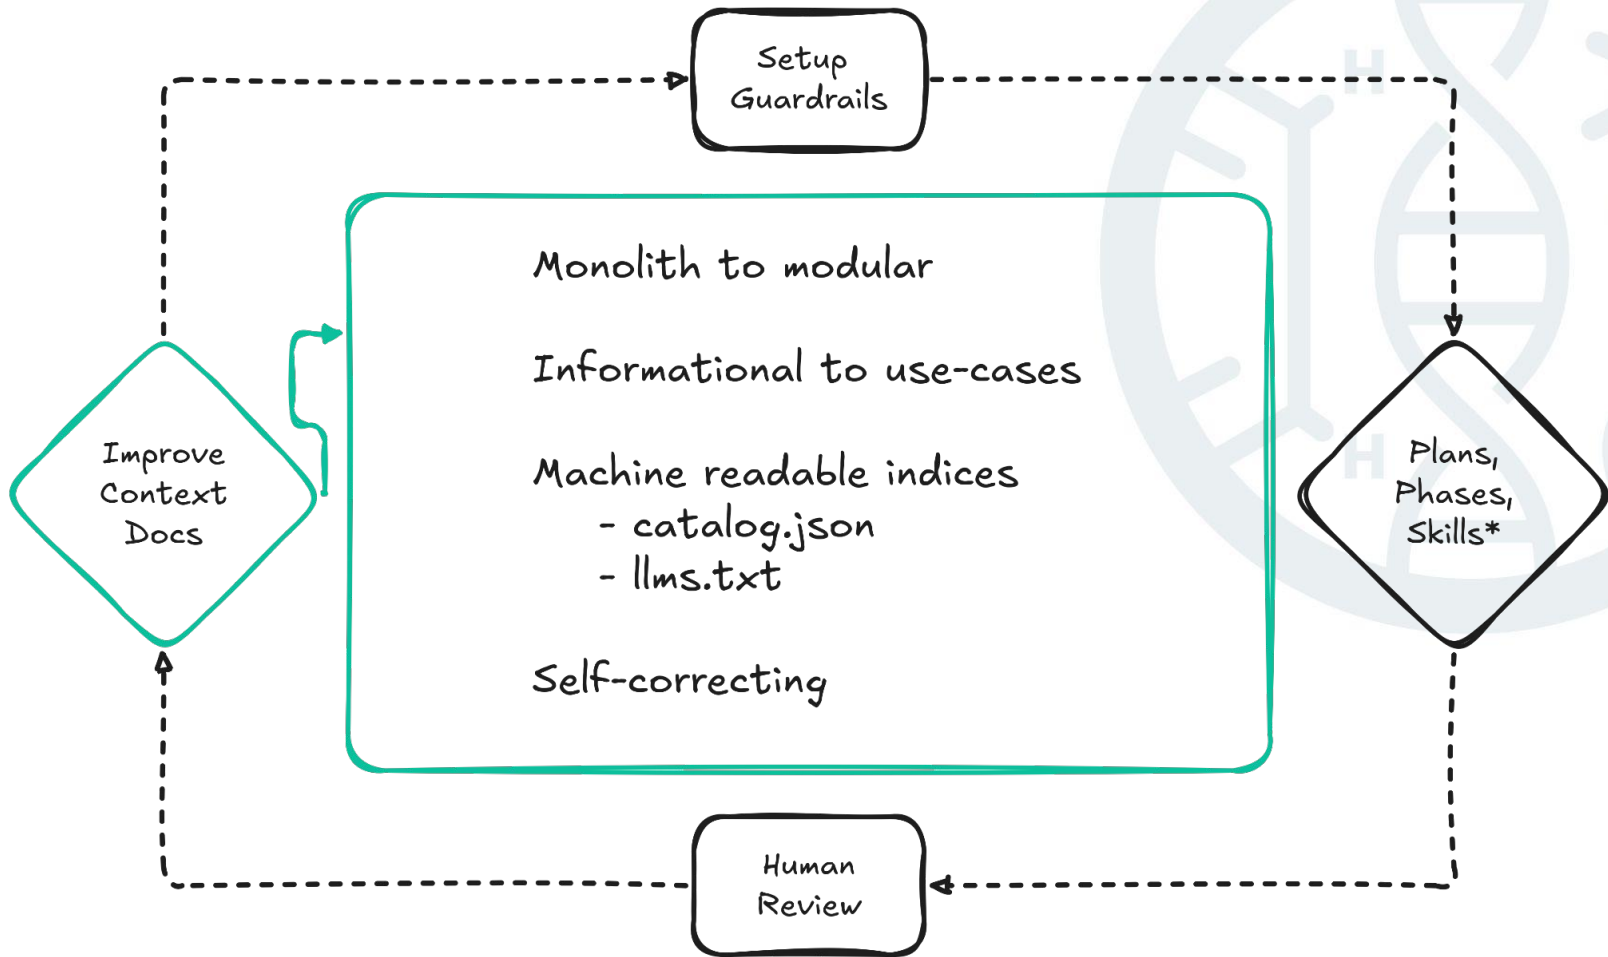 Setup
Guardrails
Monolith to modular
Informational to use-cases
Machine readable indices
- catalog.json
- llms.txt
Self-correcting
Improve
Context
Docs
Plans,
Phases,
Skills*
Human
Review
H
H